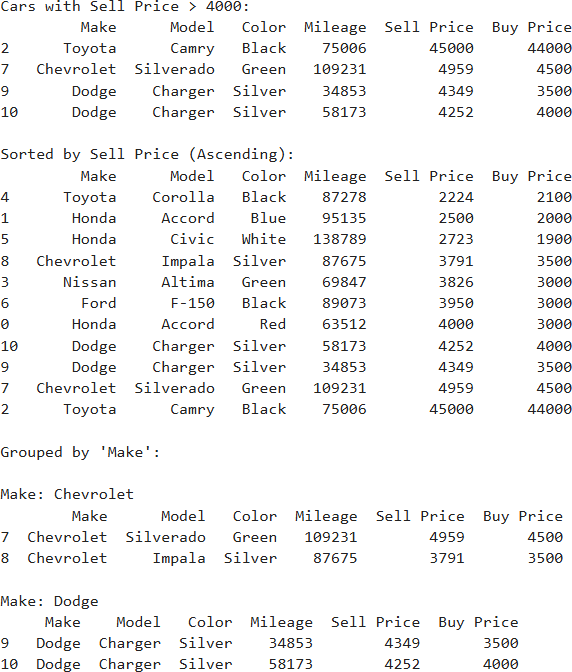 Cars with Sell Price > 4000:
Make Model Color Mileage Sell Price Buy Price
2 Toyota Camry Black 75006 45000 44000
7 Chevrolet Silverado Green 109231 4959 4500
9 Dodge Charger Silver 34853 4349 3500
10 Dodge Charger Silver 58173 4252 4000
Sorted by Sell Price (Ascending):
Make Model Color Mileage Sell Price Buy Price
4 Toyota Corolla Black 87278 2224 2100
1 Honda Accord Blue 95135 2500 2000
5 Honda Civic White 138789 2723 1900
8 Chevrolet Impala Silver 87675 3791 3500
3 Nissan Altima Green 69847 3826 3000
6 Ford F-150 Black 89073 3950 3000
0 Honda Accord Red 63512 4000 3000
10 Dodge Charger Silver 58173 4252 4000
9 Dodge Charger Silver 34853 4349 3500
7 Chevrolet Silverado Green 109231 4959 4500
2 Toyota Camry Black 75006 45000 44000
Grouped by 'Make':
Make: Chevrolet
Make Model Color Mileage Sell Price Buy Price
7 Chevrolet Silverado Green 109231 4959 4500
8 Chevrolet Impala Silver 87675 3791 3500
Make: Dodge
Make Model Color Mileage Sell Price Buy Price
9 Dodge Charger Silver 34853 4349 3500
10 Dodge Charger Silver 58173 4252 4000